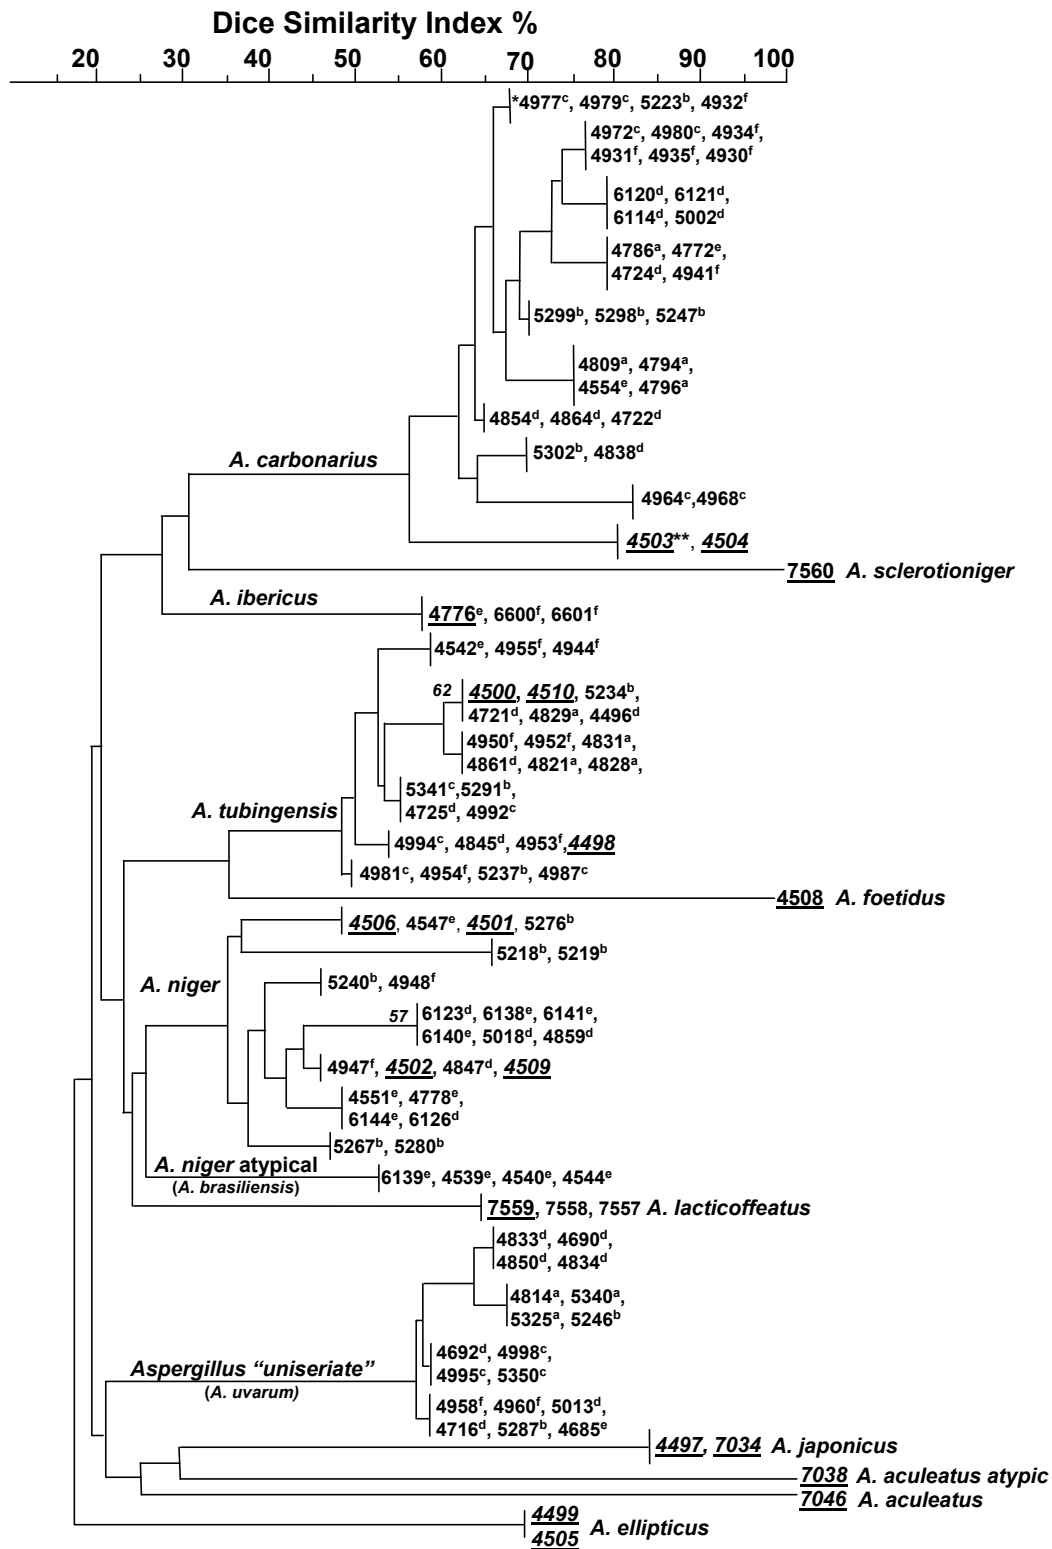 Dice Similarity Index %
20 30 40 50 60 70 80 90 100
*4977ᶜ, 4979ᶜ, 5223ᵇ, 4932ᶠ
4972ᶜ, 4980ᶜ, 4934ᶠ,
4931ᶠ, 4935ᶠ, 4930ᶠ
6120ᵈ, 6121ᵈ,
6114ᵈ, 5002ᵈ
4786ᵃ, 4772ᵉ,
4724ᵈ, 4941ᶠ
5299ᵇ, 5298ᵇ, 5247ᵇ
4809ᵃ, 4794ᵃ,
4554ᵉ, 4796ᵃ
4854ᵈ, 4864ᵈ, 4722ᵈ
5302ᵇ, 4838ᵈ
A. carbonarius
4964ᶜ,4968ᶜ
4503**, 4504
7560 A. sclerotioniger
A. ibericus
4776ᵉ, 6600ᶠ, 6601ᶠ
4542ᵉ, 4955ᶠ, 4944ᶠ
62 4500, 4510, 5234ᵇ,
4721ᵈ, 4829ᵃ, 4496ᵈ
4950ᶠ, 4952ᶠ, 4831ᵃ,
4861ᵈ, 4821ᵃ, 4828ᵃ,
5341ᶜ,5291ᵇ,
4725ᵈ, 4992ᶜ
A. tubingensis
4994ᶜ, 4845ᵈ, 4953ᶠ,4498
4981ᶜ, 4954ᶠ, 5237ᵇ, 4987ᶜ
4508 A. foetidus
4506, 4547ᵉ, 4501, 5276ᵇ
5218ᵇ, 5219ᵇ
A. niger
5240ᵇ, 4948ᶠ
57 6123ᵈ, 6138ᵉ, 6141ᵉ,
6140ᵉ, 5018ᵈ, 4859ᵈ
4947ᶠ, 4502, 4847ᵈ, 4509
4551ᵉ, 4778ᵉ,
6144ᵉ, 6126ᵈ
5267ᵇ, 5280ᵇ
A. niger atypical
(A. brasiliensis)
6139ᵉ, 4539ᵉ, 4540ᵉ, 4544ᵉ
7559, 7558, 7557 A. lacticoffeatus
4833ᵈ, 4690ᵈ,
4850ᵈ, 4834ᵈ
4814ᵃ, 5340ᵃ,
5325ᵃ, 5246ᵇ
4692ᵈ, 4998ᶜ,
4995ᶜ, 5350ᶜ
Aspergillus “uniseriate”
(A. uvarum)
4958ᶠ, 4960ᶠ, 5013ᵈ,
4716ᵈ, 5287ᵇ, 4685ᵉ
4497, 7034 A. japonicus
7038 A. aculeatus atypic
7046 A. aculeatus
4499
4505 A. ellipticus